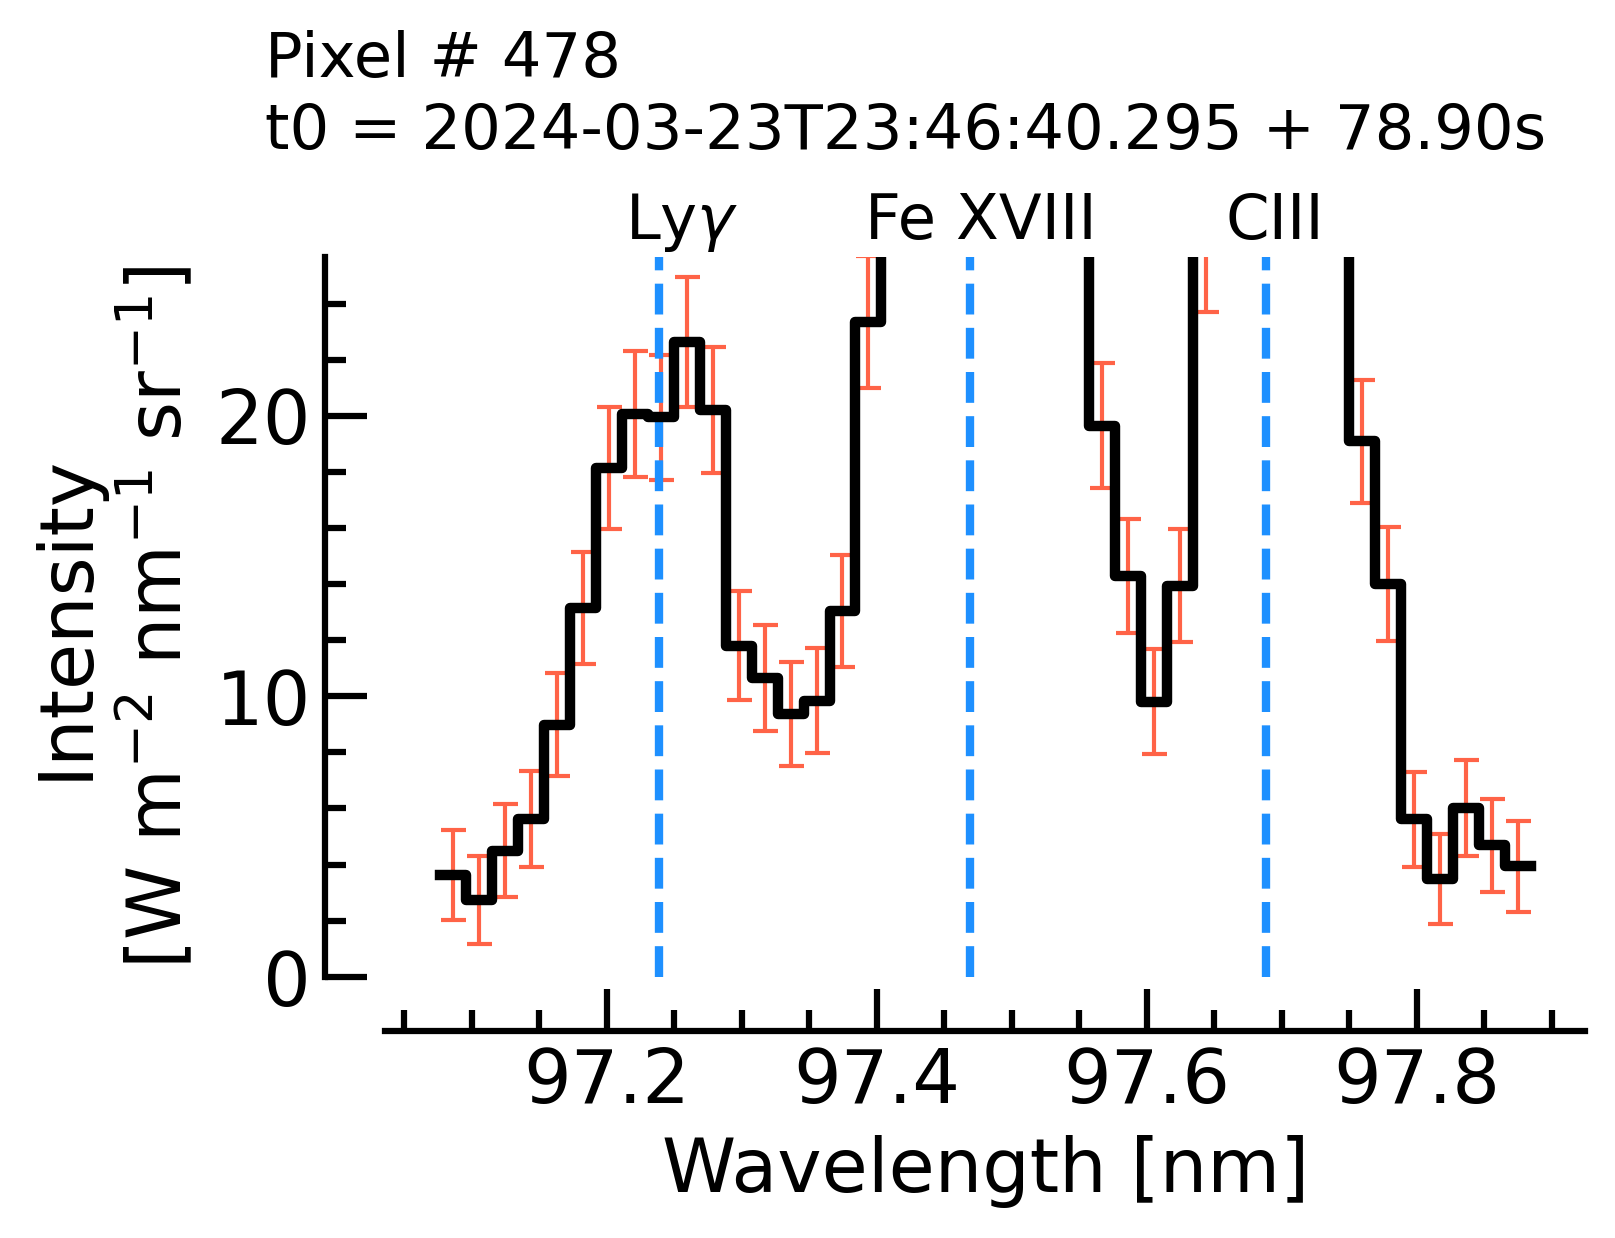 Pixel # 478
t0 = 2024-03-23T23:46:40.295 + 78.90s
Lyγ Fe XVIII CIII
Intensity
[W m⁻² nm⁻¹ sr⁻¹]
20
10
0
97.2 97.4 97.6 97.8
Wavelength [nm]